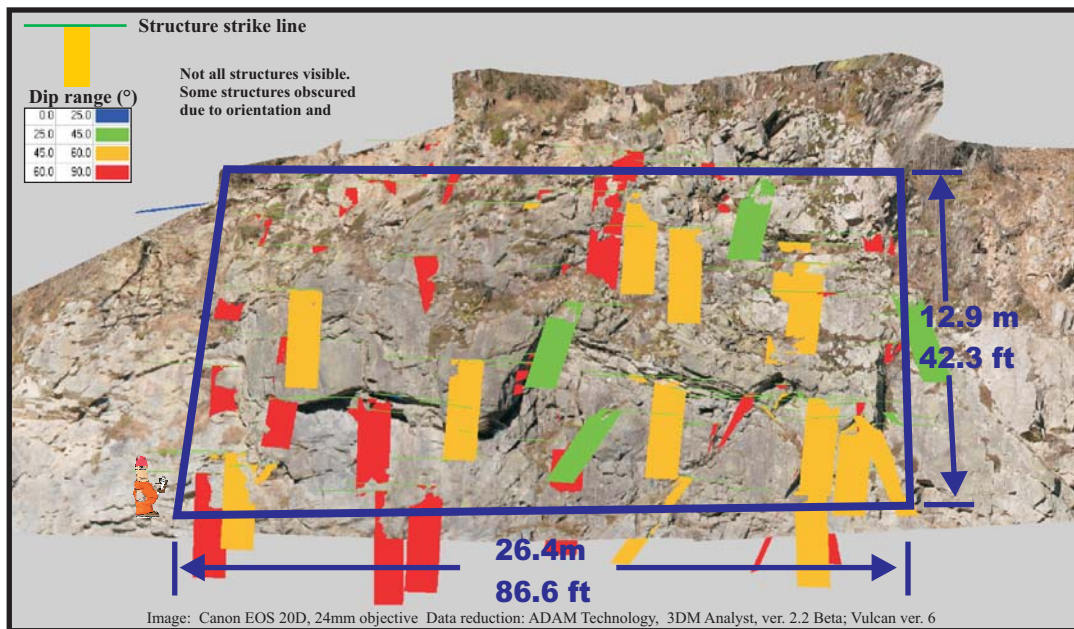 Structure strike line
Not all structures visible.
Some structures obscured
due to orientation and
Dip range (°)
0.0 25.0
25.0 45.0
45.0 60.0
60.0 90.0
12.9 m
42.3 ft
26.4m
86.6 ft
Image: Canon EOS 20D, 24mm objective Data reduction: ADAM Technology, 3DM Analyst, ver. 2.2 Beta; Vulcan ver. 6